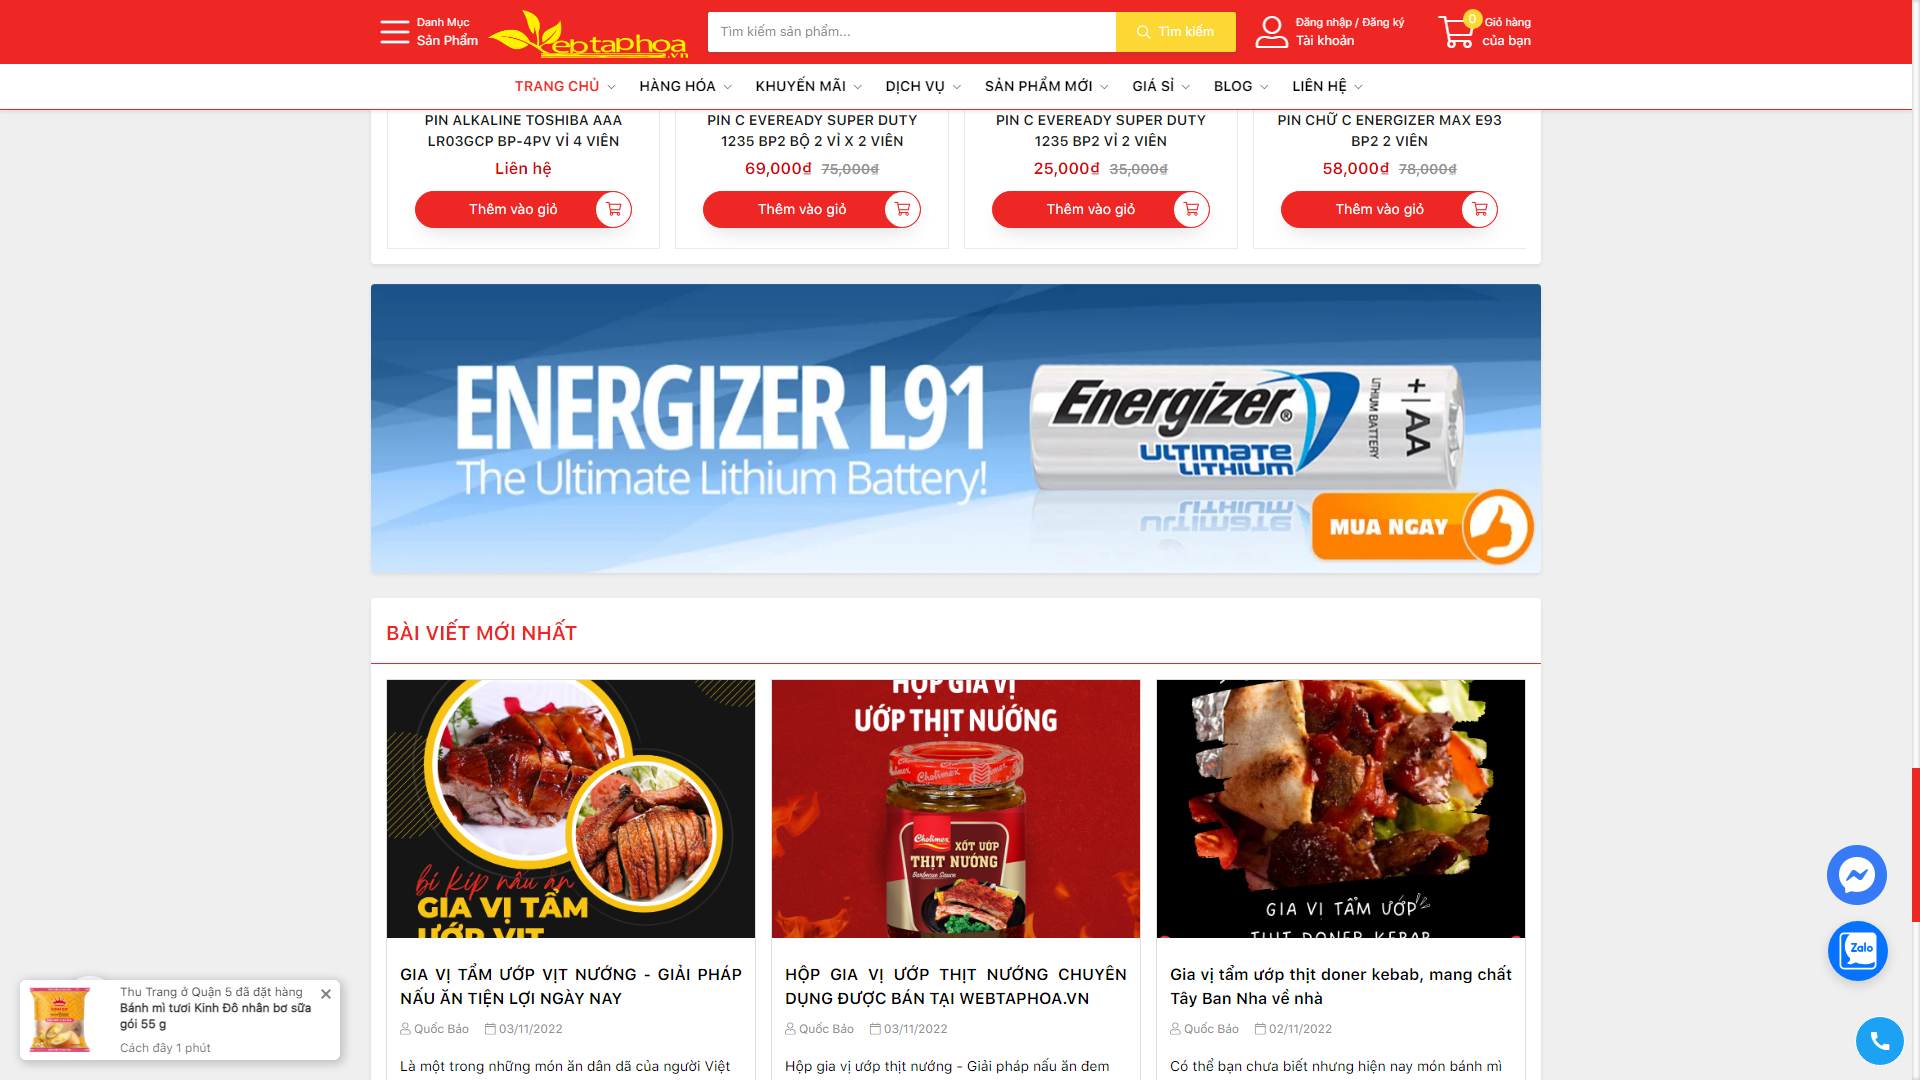 Danh Mục
Sản Phẩm
ebtaphoa
.vn
Tìm kiếm sản phẩm...
Tìm kiếm
Đăng nhập / Đăng ký
Tài khoản
0
Giỏ hàng
của bạn
TRANG CHỦ
HÀNG HÓA
KHUYẾN MÃI
DỊCH VỤ
SẢN PHẨM MỚI
GIÁ SỈ
BLOG
LIÊN HỆ
PIN ALKALINE TOSHIBA AAA
LR03GCP BP-4PV VỈ 4 VIÊN
Liên hệ
Thêm vào giỏ
PIN C EVEREADY SUPER DUTY
1235 BP2 BỘ 2 VỈ X 2 VIÊN
69,000₫ 75,000₫
Thêm vào giỏ
PIN C EVEREADY SUPER DUTY
1235 BP2 VỈ 2 VIÊN
25,000₫ 35,000₫
Thêm vào giỏ
PIN CHỮ C ENERGIZER MAX E93
BP2 2 VIÊN
58,000₫ 78,000₫
Thêm vào giỏ
ENERGIZER L91
The Ultimate Lithium Battery!
Energizer®
ULTIMATE
LITHIUM
LITHIUM BATTERY
+ AA
MUA NGAY
BÀI VIẾT MỚI NHẤT
bí kíp nấu ăn
GIA VỊ TẨM
ƯỚP VỊT
HỘP GIA VỊ
ƯỚP THỊT NƯỚNG
Cholimex
Cholimex
XỐT ƯỚP
THỊT NƯỚNG
Barbecue Sauce
GIA VỊ TẨM ƯỚP
THỊT DONER KEBAB
GIA VỊ TẨM ƯỚP VỊT NƯỚNG - GIẢI PHÁP
NẤU ĂN TIỆN LỢI NGÀY NAY
Quốc Bảo 03/11/2022
Là một trong những món ăn dân dã của người Việt
HỘP GIA VỊ ƯỚP THỊT NƯỚNG CHUYÊN
DỤNG ĐƯỢC BÁN TẠI WEBTAPHOA.VN
Quốc Bảo 03/11/2022
Hộp gia vị ướp thịt nướng - Giải pháp nấu ăn đem
Gia vị tẩm ướp thịt doner kebab, mang chất
Tây Ban Nha về nhà
Quốc Bảo 02/11/2022
Có thể bạn chưa biết nhưng hiện nay món bánh mì
Thu Trang ở Quận 5 đã đặt hàng
Bánh mì tươi Kinh Đô nhân bơ sữa
gói 55 g
Cách đây 1 phút
Zalo